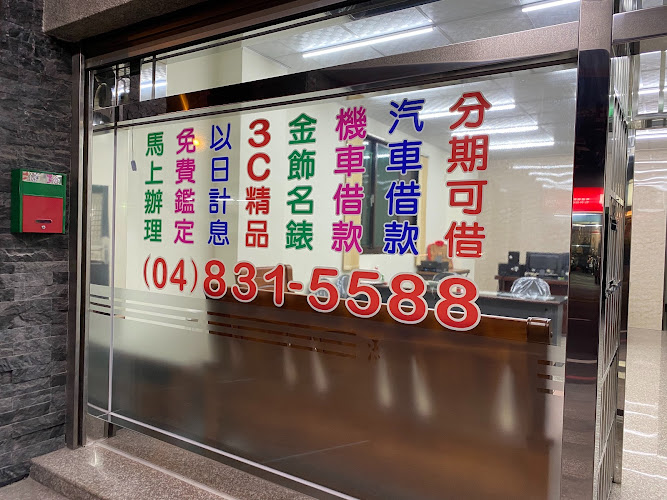 分期可借
汽車借款
機車借款
金飾名錶
3C精品
以日計息
免費鑑定
馬上辦理
(04)831-5588